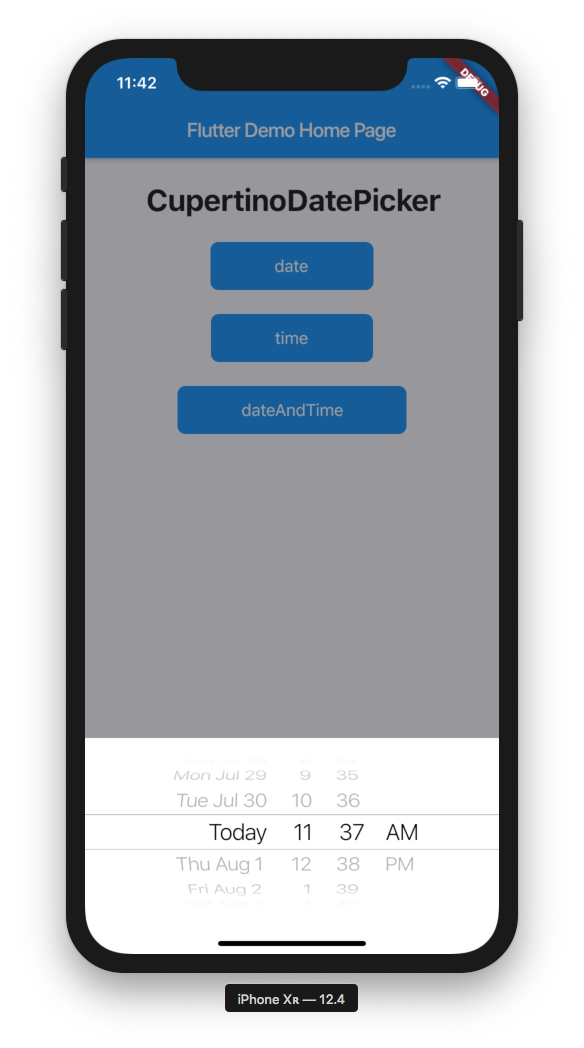 11:42
DEBUG
Flutter Demo Home Page
CupertinoDatePicker
date
time
dateAndTime
Mon Jul 29 9 35
Tue Jul 30 10 36
Today 11 37 AM
Thu Aug 1 12 38 PM
Fri Aug 2 1 39
iPhone Xʀ — 12.4